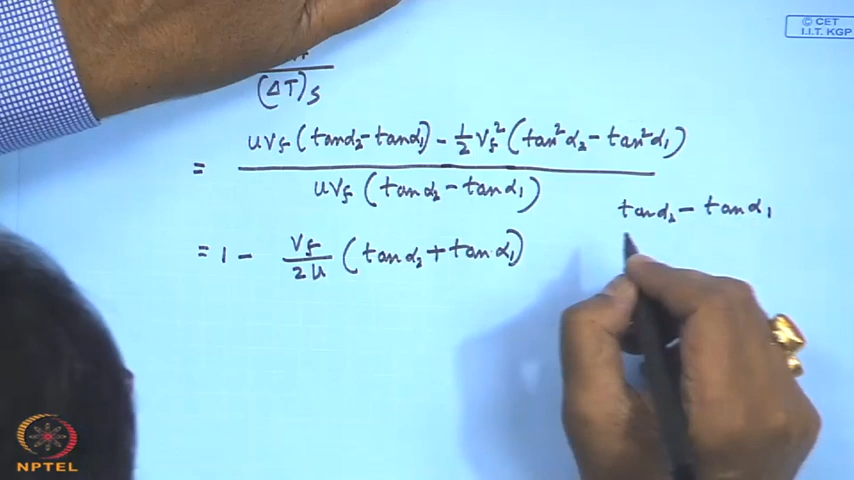 © CET
I.I.T. KGP
(ΔT)s
= uVf (tanα₂ - tanα₁) - 1/2 Vf² (tan²α₂ - tan²α₁)
uVf (tanα₂ - tanα₁)
tanα₂ - tanα₁
= 1 - Vf/2u (tanα₂ + tanα₁)
NPTEL